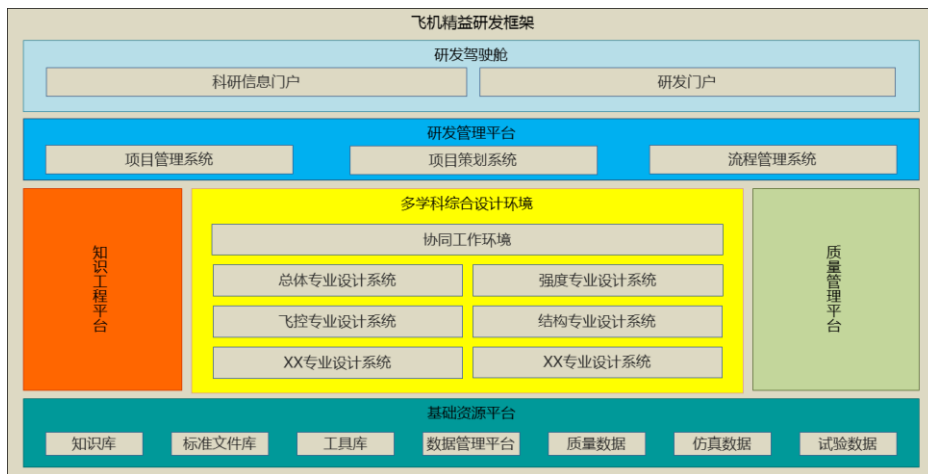 飞机精益研发框架
研发驾驶舱
科研信息门户
研发门户
研发管理平台
项目管理系统
项目策划系统
流程管理系统
知识工程平台
多学科综合设计环境
协同工作环境
总体专业设计系统
强度专业设计系统
飞控专业设计系统
结构专业设计系统
XX专业设计系统
XX专业设计系统
质量管理平台
基础资源平台
知识库
标准文件库
工具库
数据管理平台
质量数据
仿真数据
试验数据